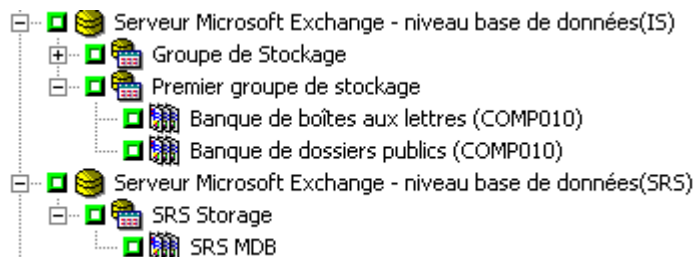 Serveur Microsoft Exchange - niveau base de données(IS)
Groupe de Stockage
Premier groupe de stockage
Banque de boîtes aux lettres (COMP010)
Banque de dossiers publics (COMP010)
Serveur Microsoft Exchange - niveau base de données(SRS)
SRS Storage
SRS MDB